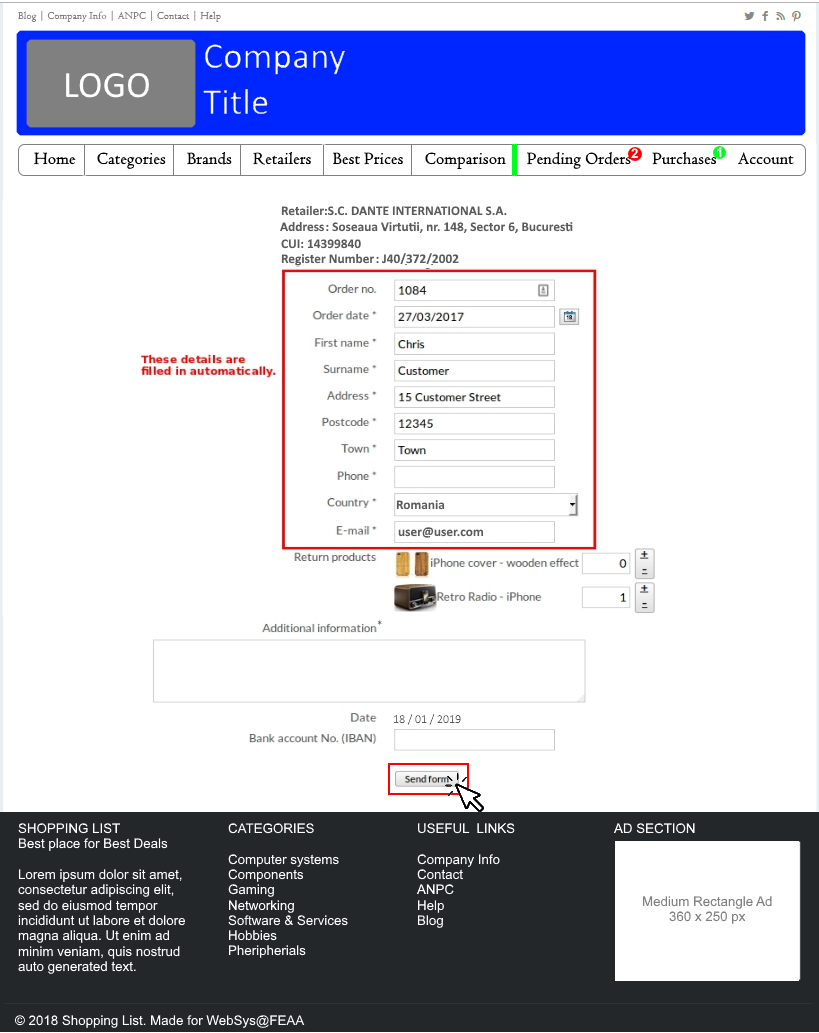 Blog | Company Info | ANPC | Contact | Help
LOGO
Company
Title
Home Categories Brands Retailers Best Prices Comparison Pending Orders 2 Purchases 1 Account
Retailer:S.C. DANTE INTERNATIONAL S.A.
Address: Soseaua Virtutii, nr. 148, Sector 6, Bucuresti
CUI: 14399840
Register Number: J40/372/2002
These details are
filled in automatically.
Order no. 1084
Order date * 27/03/2017 18
First name * Chris
Surname * Customer
Address * 15 Customer Street
Postcode * 12345
Town * Town
Phone *
Country * Romania
E-mail * user@user.com
Return products iPhone cover - wooden effect 0 + -
Retro Radio - iPhone 1 + -
Additional information*
Date 18 / 01 / 2019
Bank account No. (IBAN)
Send form
SHOPPING LIST
Best place for Best Deals
Lorem ipsum dolor sit amet,
consectetur adipiscing elit,
sed do eiusmod tempor
incididunt ut labore et dolore
magna aliqua. Ut enim ad
minim veniam, quis nostrud
auto generated text.
CATEGORIES
Computer systems
Components
Gaming
Networking
Software & Services
Hobbies
Pheripherials
USEFUL LINKS
Company Info
Contact
ANPC
Help
Blog
AD SECTION
Medium Rectangle Ad
360 x 250 px
© 2018 Shopping List. Made for WebSys@FEAA